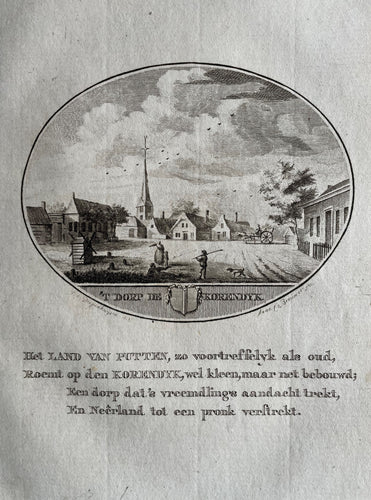 'T DORP DE KORENDYK.
Het LAND VAN PUTTEN, zo voortreffelyk als oud,
Roemt op den KORENDYK, wel kleen, maar net bebouwd;
Een dorp dat's vreemdlings aandacht trekt,
En Neêrland tot een pronk verstrekt.